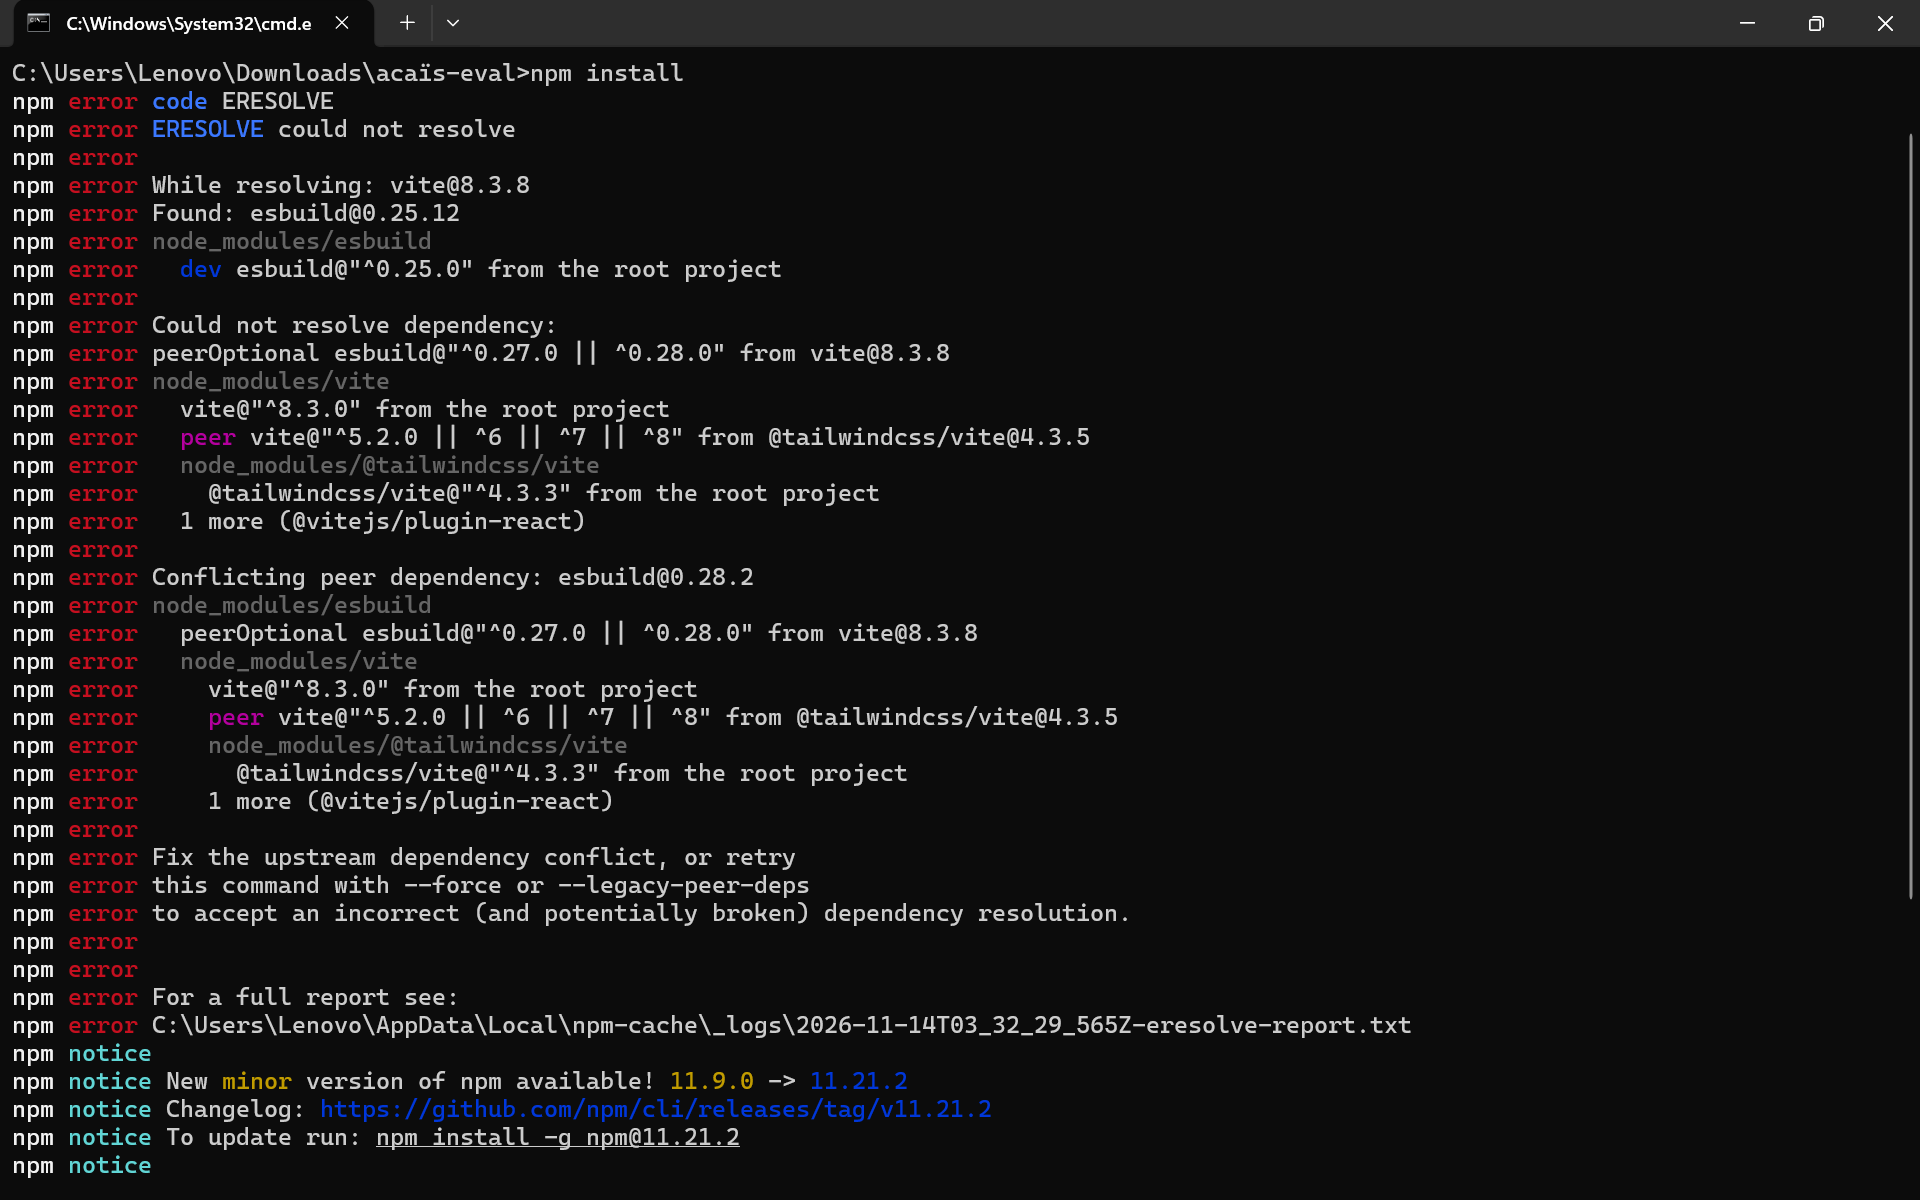 C:\Windows\System32\cmd.e
C:\Users\Lenovo\Downloads\acaïs-eval>npm install
npm error code ERESOLVE
npm error ERESOLVE could not resolve
npm error
npm error While resolving: vite@8.3.8
npm error Found: esbuild@0.25.12
npm error node_modules/esbuild
npm error   dev esbuild@"^0.25.0" from the root project
npm error
npm error Could not resolve dependency:
npm error peerOptional esbuild@"^0.27.0 || ^0.28.0" from vite@8.3.8
npm error node_modules/vite
npm error   vite@"^8.3.0" from the root project
npm error   peer vite@"^5.2.0 || ^6 || ^7 || ^8" from @tailwindcss/vite@4.3.5
npm error   node_modules/@tailwindcss/vite
npm error     @tailwindcss/vite@"^4.3.3" from the root project
npm error   1 more (@vitejs/plugin-react)
npm error
npm error Conflicting peer dependency: esbuild@0.28.2
npm error node_modules/esbuild
npm error   peerOptional esbuild@"^0.27.0 || ^0.28.0" from vite@8.3.8
npm error   node_modules/vite
npm error     vite@"^8.3.0" from the root project
npm error     peer vite@"^5.2.0 || ^6 || ^7 || ^8" from @tailwindcss/vite@4.3.5
npm error     node_modules/@tailwindcss/vite
npm error       @tailwindcss/vite@"^4.3.3" from the root project
npm error     1 more (@vitejs/plugin-react)
npm error
npm error Fix the upstream dependency conflict, or retry
npm error this command with --force or --legacy-peer-deps
npm error to accept an incorrect (and potentially broken) dependency resolution.
npm error
npm error
npm error For a full report see:
npm error C:\Users\Lenovo\AppData\Local\npm-cache\_logs\2026-11-14T03_32_29_565Z-eresolve-report.txt
npm notice
npm notice New minor version of npm available! 11.9.0 -> 11.21.2
npm notice Changelog: https://github.com/npm/cli/releases/tag/v11.21.2
npm notice To update run: npm install -g npm@11.21.2
npm notice